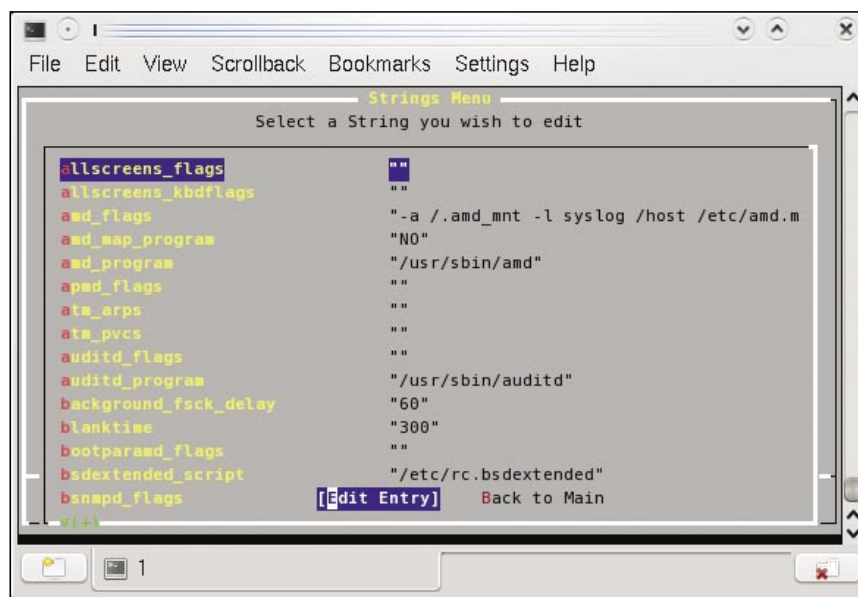 File Edit View Scrollback Bookmarks Settings Help
Strings Menu
Select a String you wish to edit
allscreens_flags ""
allscreens_kbdflags ""
amd_flags "-a /.amd_mnt -l syslog /host /etc/amd.m
amd_map_program "NO"
amd_program "/usr/sbin/amd"
apmd_flags ""
atm_arps ""
atm_pvcs ""
auditd_flags ""
auditd_program "/usr/sbin/auditd"
background_fsck_delay "60"
blanktime "300"
bootparamd_flags ""
bsdextended_script "/etc/rc.bsdextended"
bsnmpd_flags [Edit Entry] Back to Main
v(+)
1